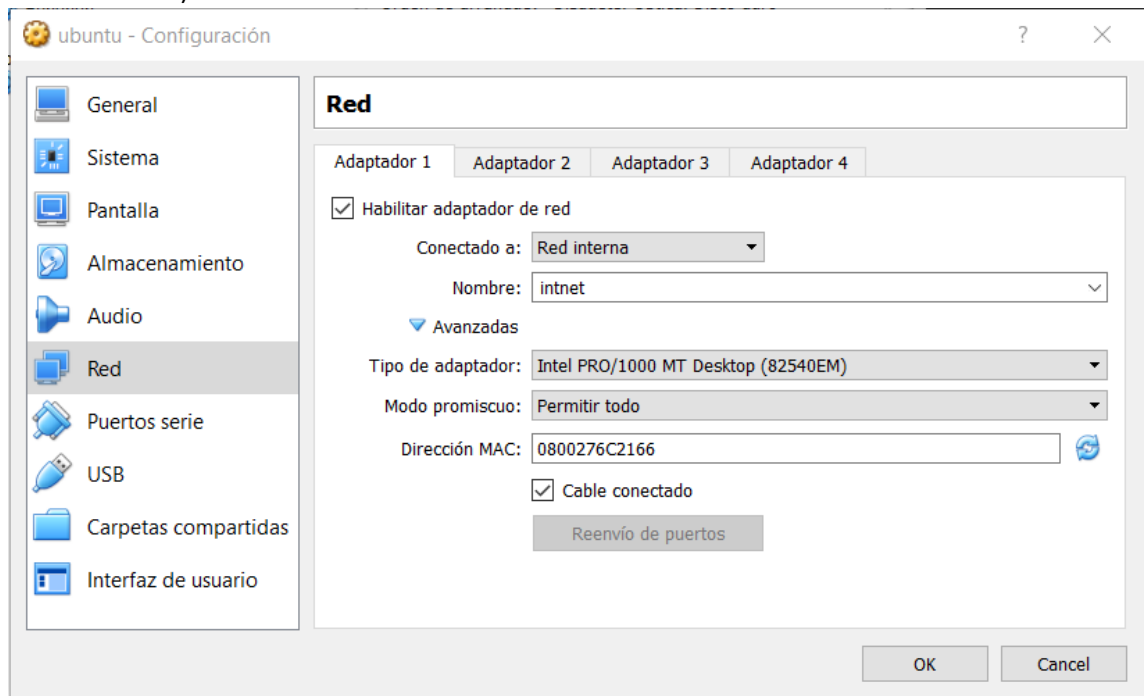 ubuntu - Configuración
?
General
Sistema
Pantalla
Almacenamiento
Audio
Red
Puertos serie
USB
Carpetas compartidas
Interfaz de usuario
Red
Adaptador 1 Adaptador 2 Adaptador 3 Adaptador 4
Habilitar adaptador de red
Conectado a: Red interna
Nombre: intnet
Avanzadas
Tipo de adaptador: Intel PRO/1000 MT Desktop (82540EM)
Modo promiscuo: Permitir todo
Dirección MAC: 0800276C2166
Cable conectado
Reenvío de puertos
OK Cancel